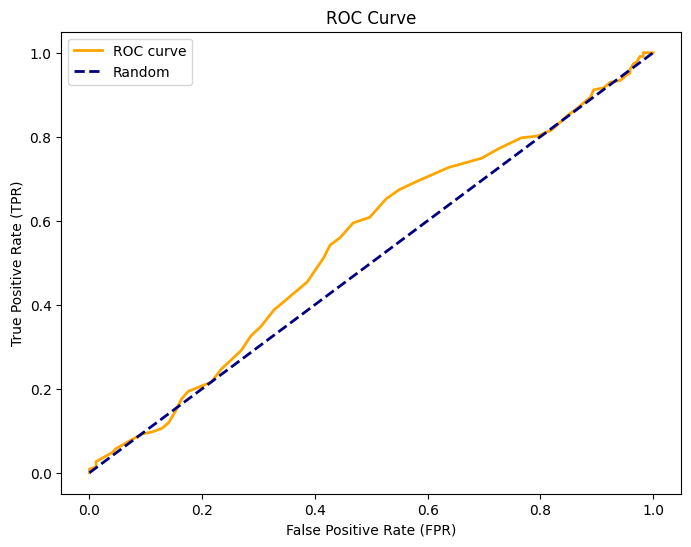 ROC Curve
ROC curve
Random
True Positive Rate (TPR)
1.0
0.8
0.6
0.4
0.2
0.0
0.0 0.2 0.4 0.6 0.8 1.0
False Positive Rate (FPR)